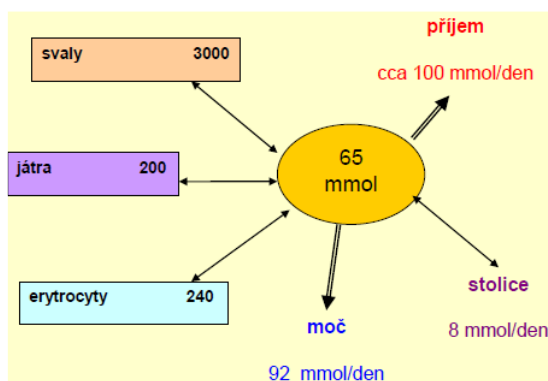 příjem
cca 100 mmol/den
svaly 3000
65
mmol
játra 200
erytrocyty 240
stolice
8 mmol/den
moč
92 mmol/den